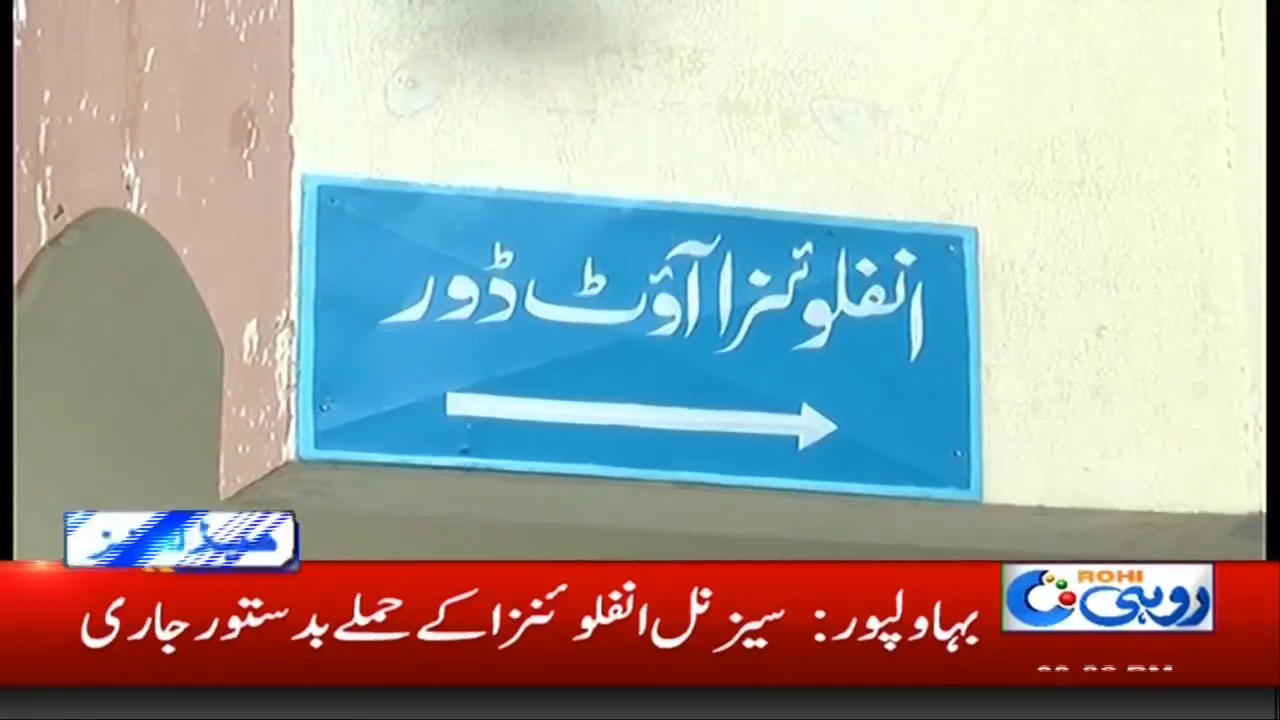 انفلوئنزا آؤٹ ڈور
ROHI
روہی
بہاولپور: سیزنل انفلوئنزا کے حملے بدستور جاری